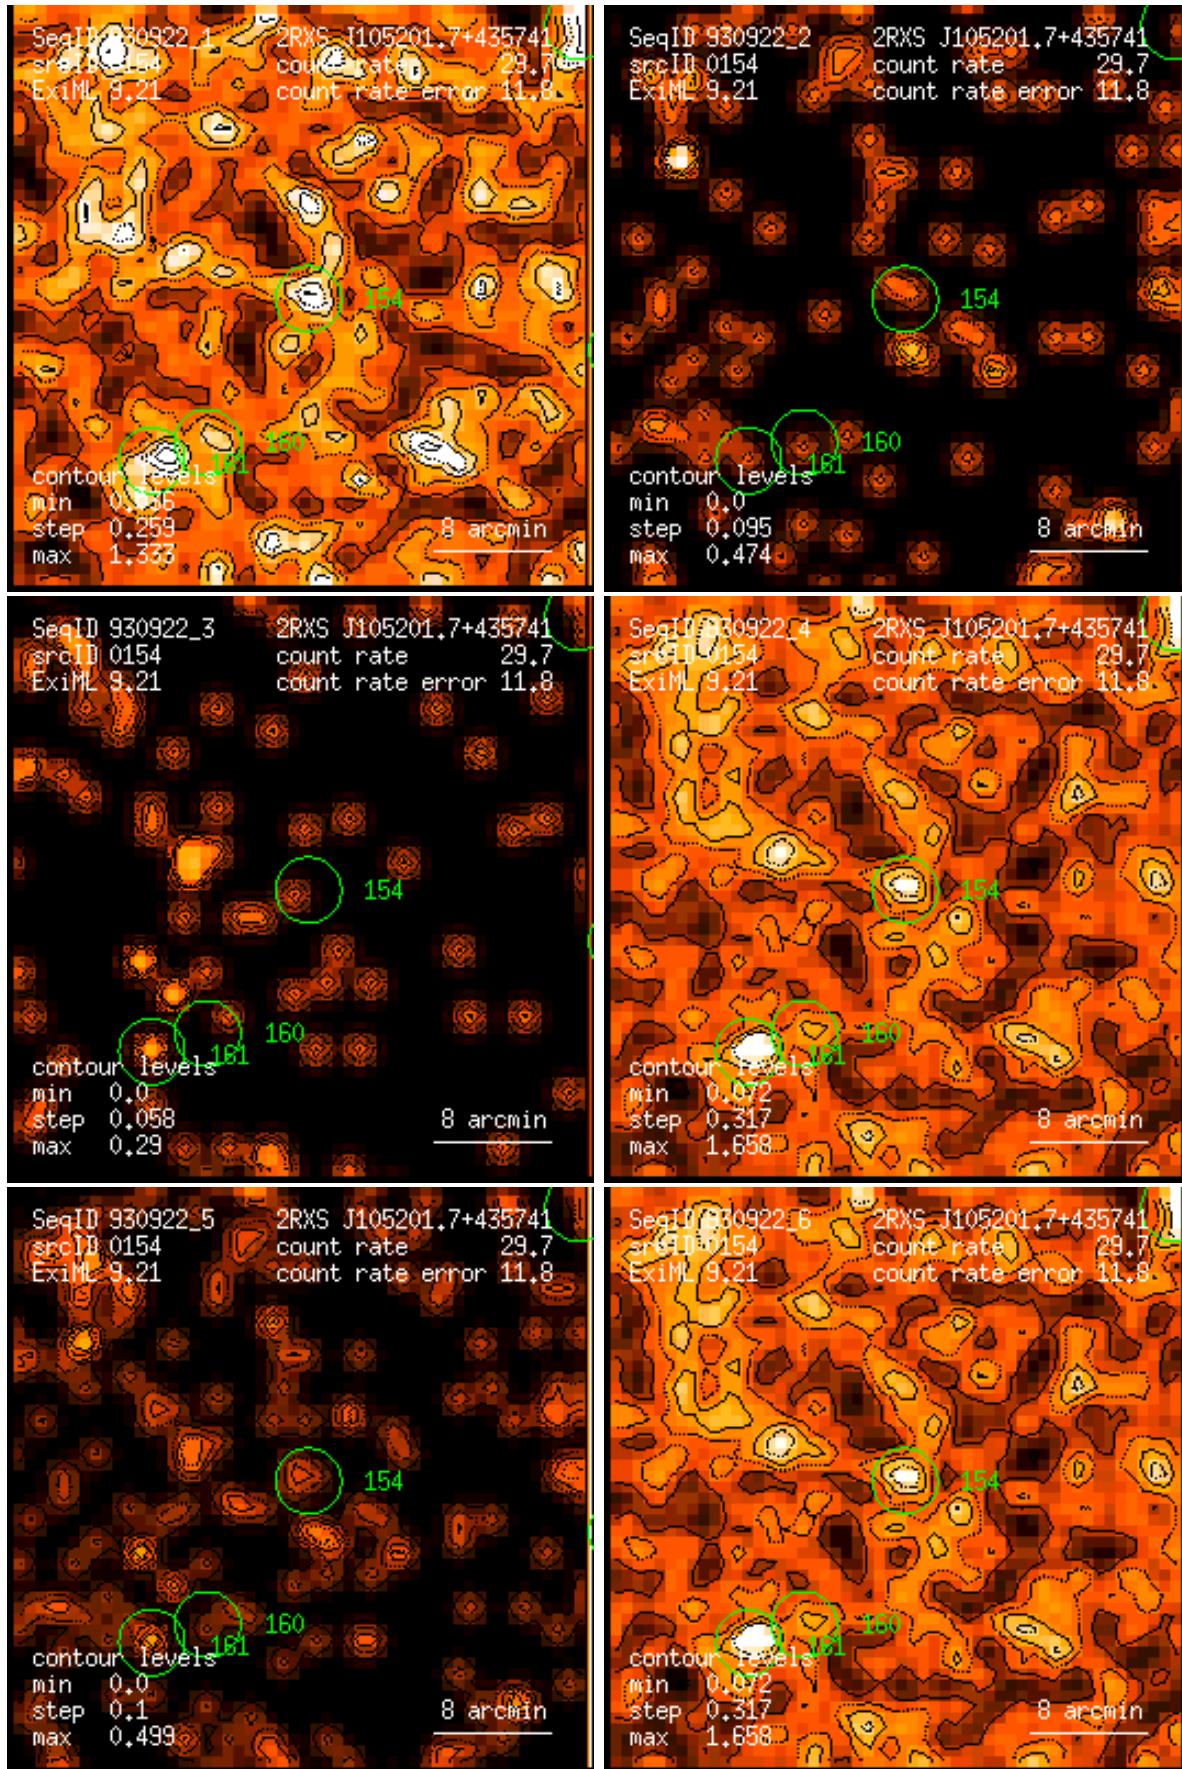 SeqID 930922_1 2RXS J105201.7+435741
srcID 0154 count rate 29.7
ExiML 9.21 count rate error 11.8
154
160
161
contour levels
min 0.036
step 0.259 8 arcmin
max 1.333
SeqID 930922_2 2RXS J105201.7+435741
srcID 0154 count rate 29.7
ExiML 9.21 count rate error 11.8
154
160
161
contour levels
min 0.0
step 0.095 8 arcmin
max 0.474
SeqID 930922_3 2RXS J105201.7+435741
srcID 0154 count rate 29.7
ExiML 9.21 count rate error 11.8
154
160
161
contour levels
min 0.0
step 0.058 8 arcmin
max 0.29
SeqID 930922_4 2RXS J105201.7+435741
srcID 0154 count rate 29.7
ExiML 9.21 count rate error 11.8
154
160
161
contour levels
min 0.072
step 0.317 8 arcmin
max 1.658
SeqID 930922_5 2RXS J105201.7+435741
srcID 0154 count rate 29.7
ExiML 9.21 count rate error 11.8
154
160
161
contour levels
min 0.0
step 0.1 8 arcmin
max 0.499
SeqID 930922_6 2RXS J105201.7+435741
srcID 0154 count rate 29.7
ExiML 9.21 count rate error 11.8
154
160
161
contour levels
min 0.072
step 0.317 8 arcmin
max 1.658